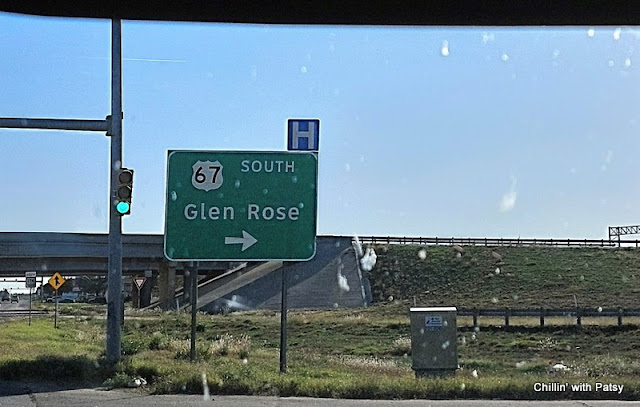 H
67 SOUTH
Glen Rose
Chillin' with Patsy